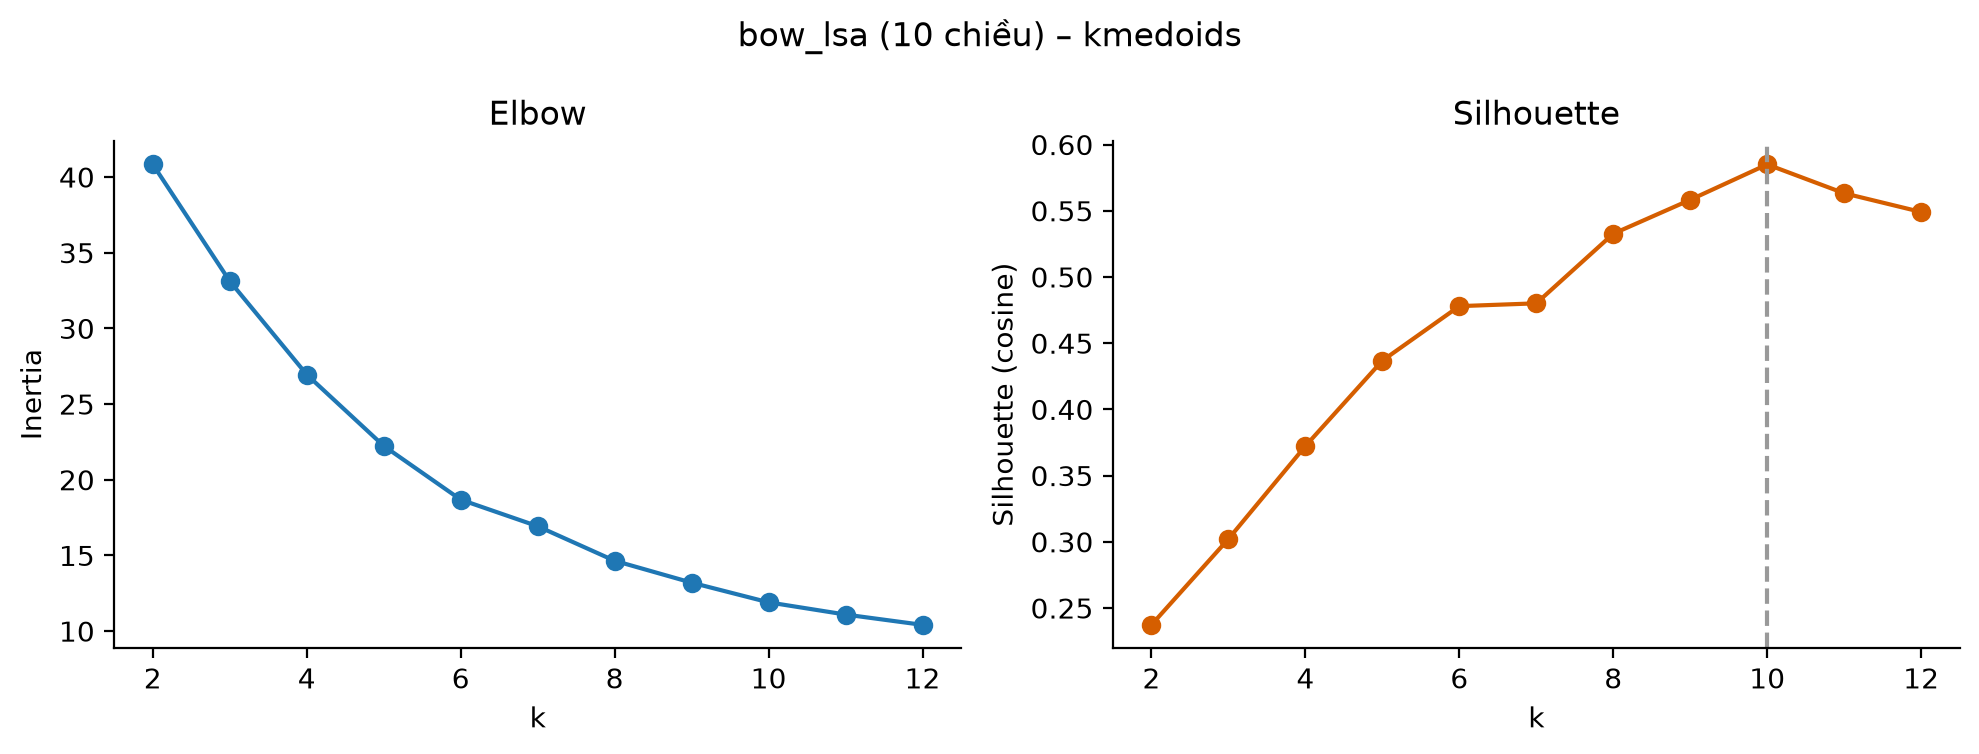 bow_lsa (10 chiều) – kmedoids
Elbow
Inertia
40
35
30
25
20
15
10
2 4 6 8 10 12
k
Silhouette
Silhouette (cosine)
0.60
0.55
0.50
0.45
0.40
0.35
0.30
0.25
2 4 6 8 10 12
k